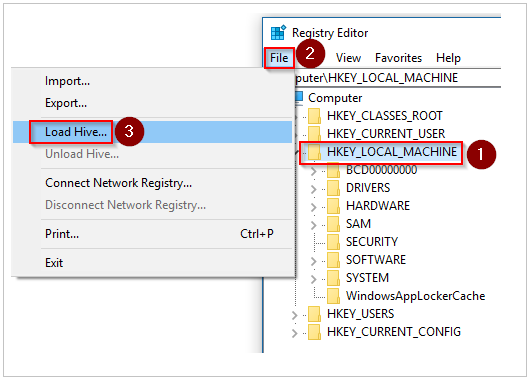 Registry Editor
File
2
View
Favorites
Help
puter\HKEY_LOCAL_MACHINE
Import...
Export...
Load Hive...
3
Unload Hive...
Connect Network Registry...
Disconnect Network Registry...
Print... Ctrl+P
Exit
Computer
HKEY_CLASSES_ROOT
HKEY_CURRENT_USER
HKEY_LOCAL_MACHINE
1
BCD00000000
DRIVERS
HARDWARE
SAM
SECURITY
SOFTWARE
SYSTEM
WindowsAppLockerCache
HKEY_USERS
HKEY_CURRENT_CONFIG